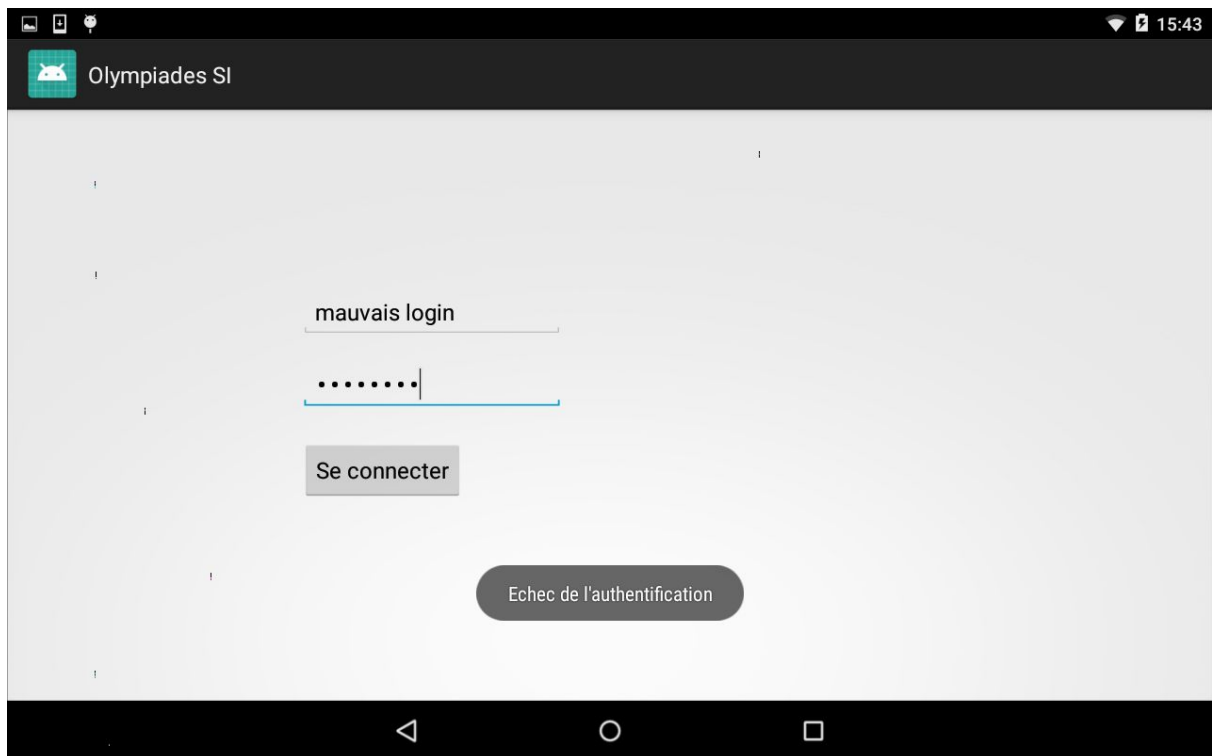 15:43
Olympiades SI
mauvais login
••••••••
Se connecter
Echec de l'authentification